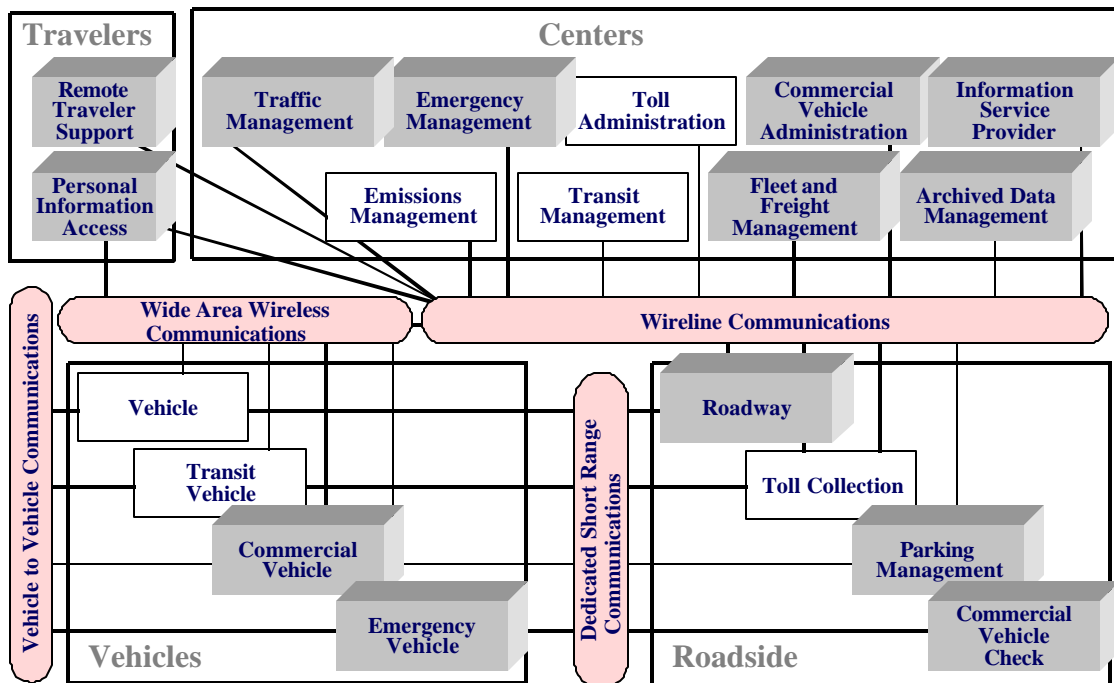 Travelers
Remote
Traveler
Support
Personal
Information
Access
Centers
Traffic
Management
Emergency
Management
Toll
Administration
Commercial
Vehicle
Administration
Information
Service
Provider
Emissions
Management
Transit
Management
Fleet and
Freight
Management
Archived Data
Management
Wide Area Wireless
Communications
Wireline Communications
Vehicle to Vehicle Communications
Vehicle
Transit
Vehicle
Commercial
Vehicle
Emergency
Vehicle
Vehicles
Dedicated Short Range
Communications
Roadway
Toll Collection
Parking
Management
Commercial
Vehicle
Check
Roadside